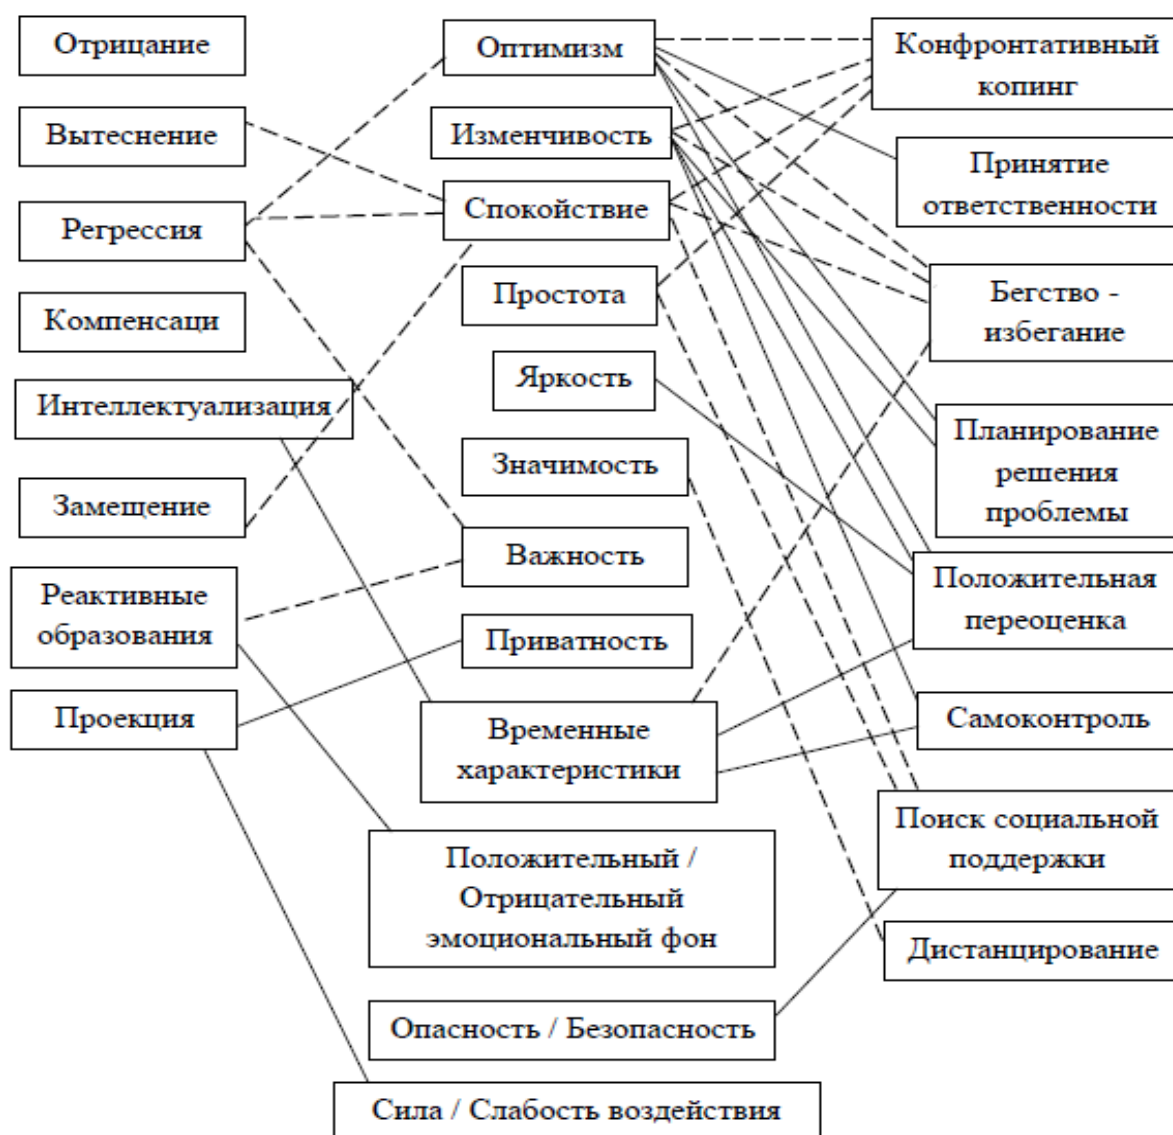 Отрицание
Вытеснение
Регрессия
Компенсаци
Интеллектуализация
Замещение
Реактивные
образования
Проекция
Оптимизм
Изменчивость
Спокойствие
Простота
Яркость
Значимость
Важность
Приватность
Временные
характеристики
Положительный /
Отрицательный
эмоциональный фон
Опасность / Безопасность
Сила / Слабость воздействия
Конфронтативный
копинг
Принятие
ответственности
Бегство -
избегание
Планирование
решения
проблемы
Положительная
переоценка
Самоконтроль
Поиск социальной
поддержки
Дистанцирование